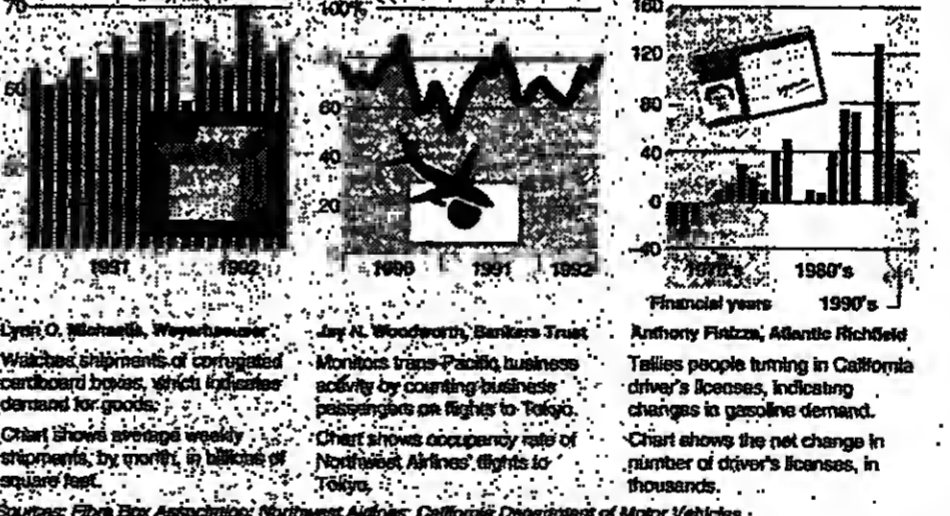 70
60
1991 1992
100%
60
40
20
1990 1991 1992
160
120
80
40
0
-40
1970's 1980's
Financial years 1990's
Lynn O. Michaelis, Weyerhaeuser
Watches shipments of corrugated
cardboard boxes, which indicates
demand for goods.
Chart shows average weekly
shipments, by month, in billions of
square feet.
Jay N. Woodworth, Bankers Trust
Monitors trans-Pacific business
activity by counting business
passengers on flights to Tokyo.
Chart shows occupancy rate of
Northwest Airlines' flights to
Tokyo.
Anthony Finizza, Atlantic Richfield
Tallies people turning in California
driver's licenses, indicating
changes in gasoline demand.
Chart shows the net change in
number of driver's licenses, in
thousands.
Sources: Fibre Box Association; Northwest Airlines; California Department of Motor Vehicles